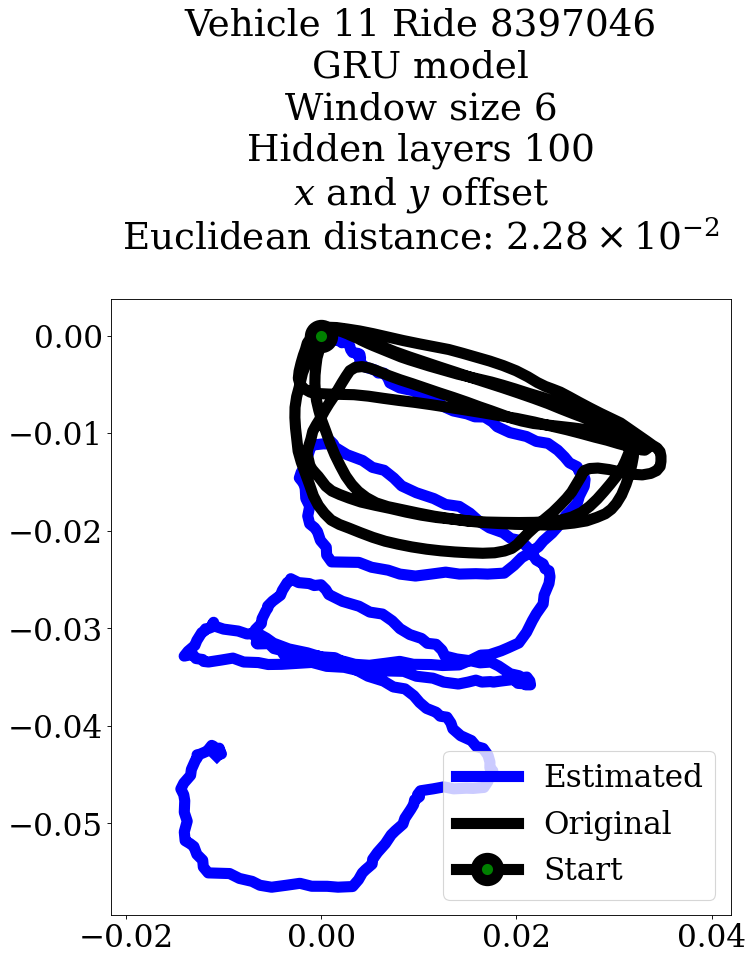 Vehicle 11 Ride 8397046
GRU model
Window size 6
Hidden layers 100
x and y offset
Euclidean distance: 2.28 × 10⁻²
0.00
−0.01
−0.02
−0.03
−0.04
−0.05
Estimated
Original
Start
−0.02 0.00 0.02 0.04